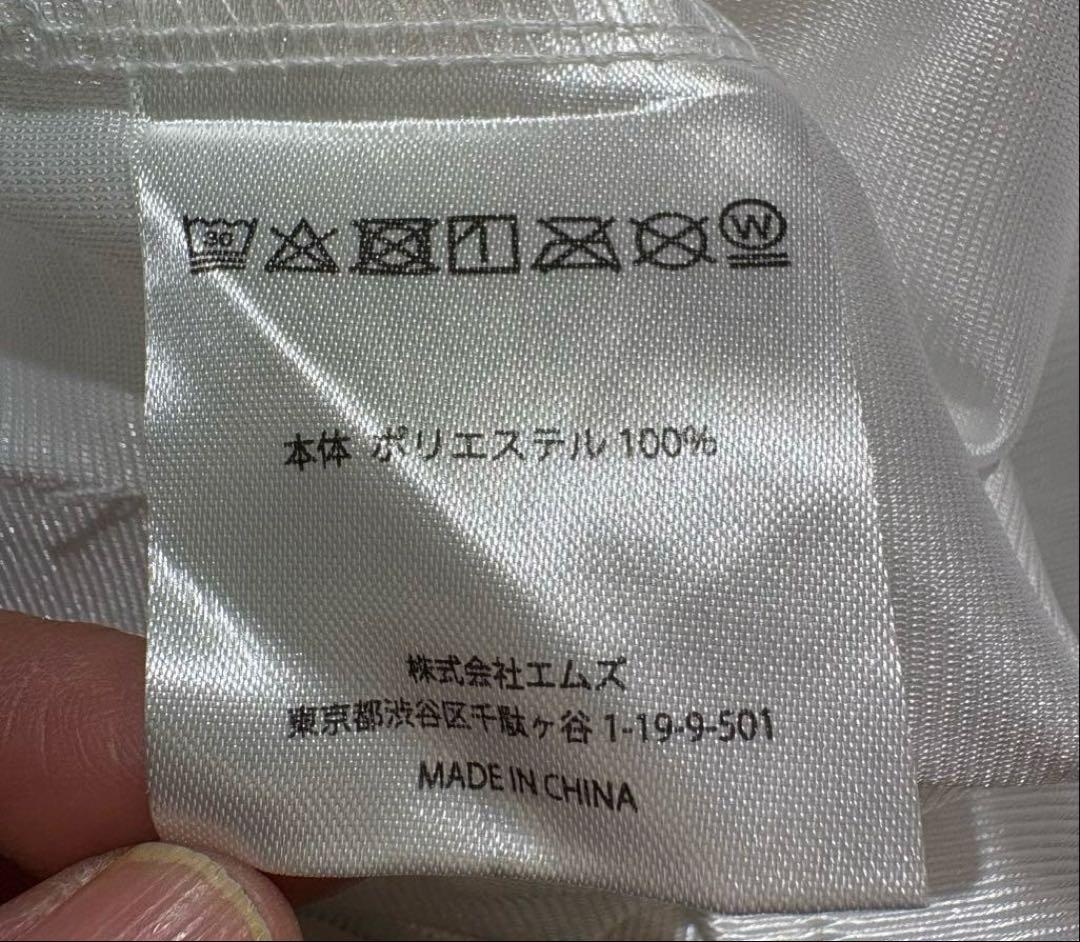 30 W
本体 ポリエステル 100%
株式会社エムズ
東京都渋谷区千駄ヶ谷 1-19-9-501
MADE IN CHINA